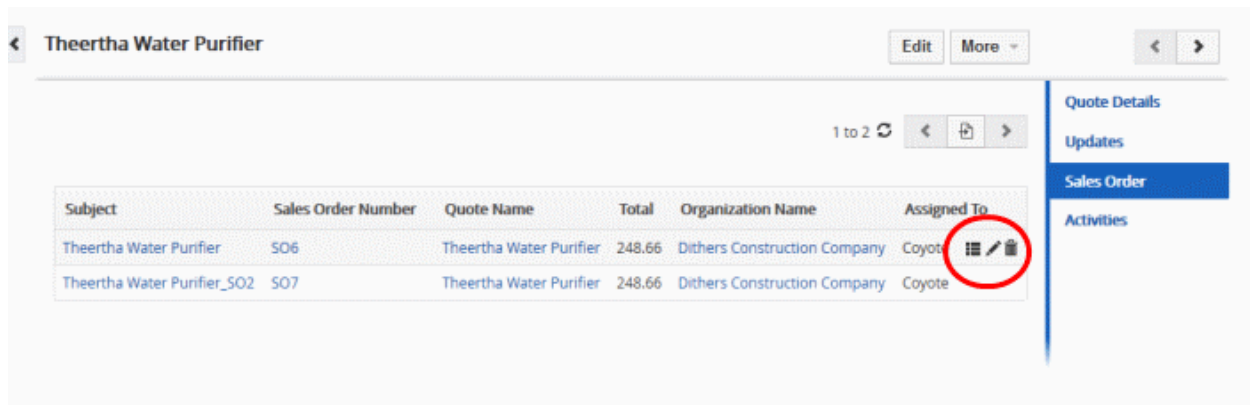 Theertha Water Purifier Edit More
Quote Details
1 to 2
Updates
Sales Order
Subject Sales Order Number Quote Name Total Organization Name Assigned To
Activities
Theertha Water Purifier SO6 Theertha Water Purifier 248.66 Dithers Construction Company Coyote
Theertha Water Purifier_SO2 SO7 Theertha Water Purifier 248.66 Dithers Construction Company Coyote